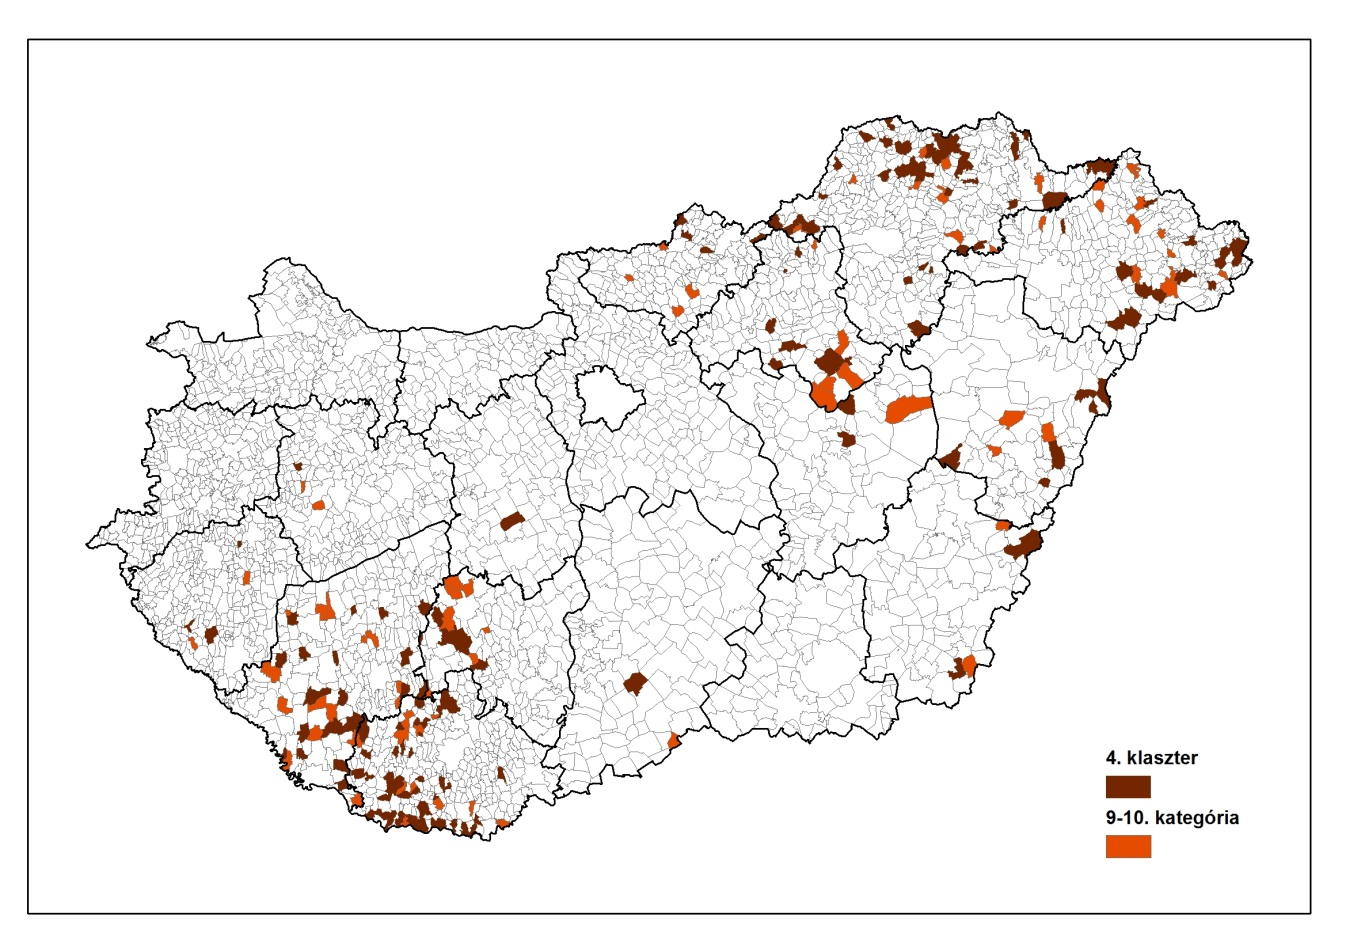 4. klaszter
9-10. kategória